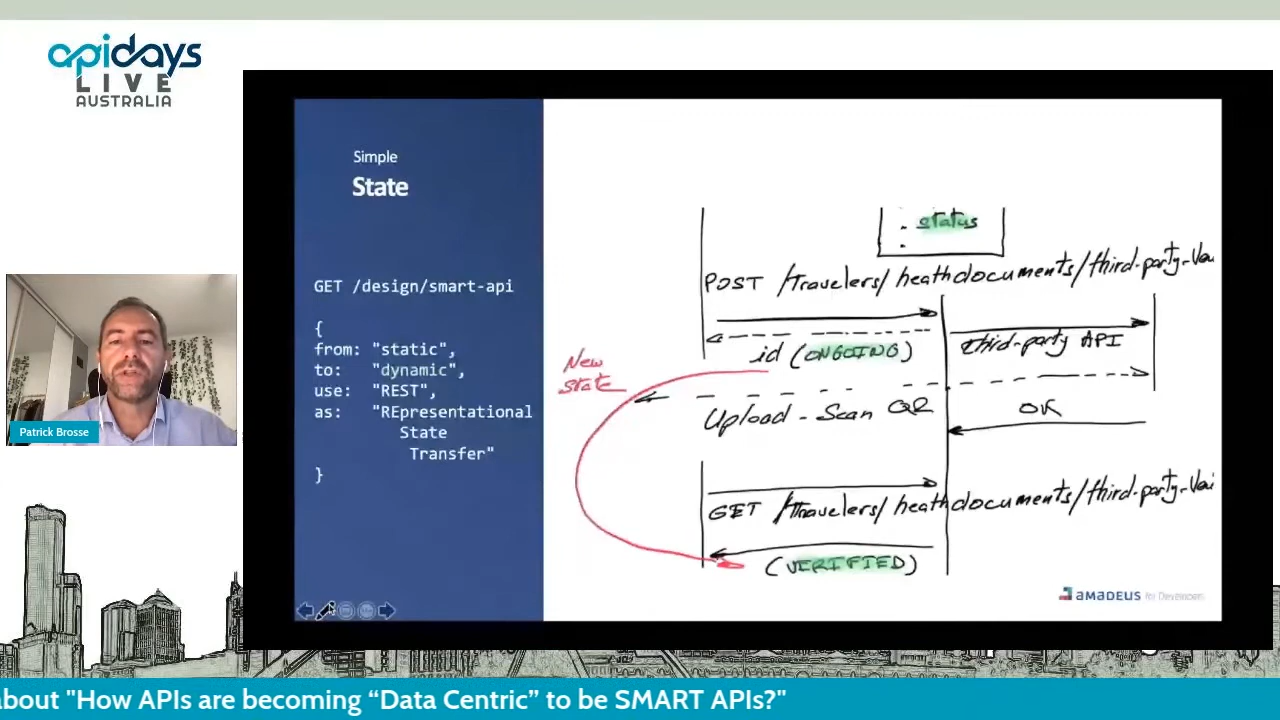 apidays
LIVE
AUSTRALIA
Simple
State
GET /design/smart-api
{
from: "static",
to: "dynamic",
use: "REST",
as: "REpresentational
State
Transfer"
}
. status
.
POST /travelers/heathdocuments/third-party-
id (ONGOING)
third-party API
New
state
Upload - Scan QR
OK
GET /travelers/heathdocuments/third-party-
(VERIFIED)
aMaDEUS for Developers
Patrick Brosse
about "How APIs are becoming “Data Centric” to be SMART APIs?"